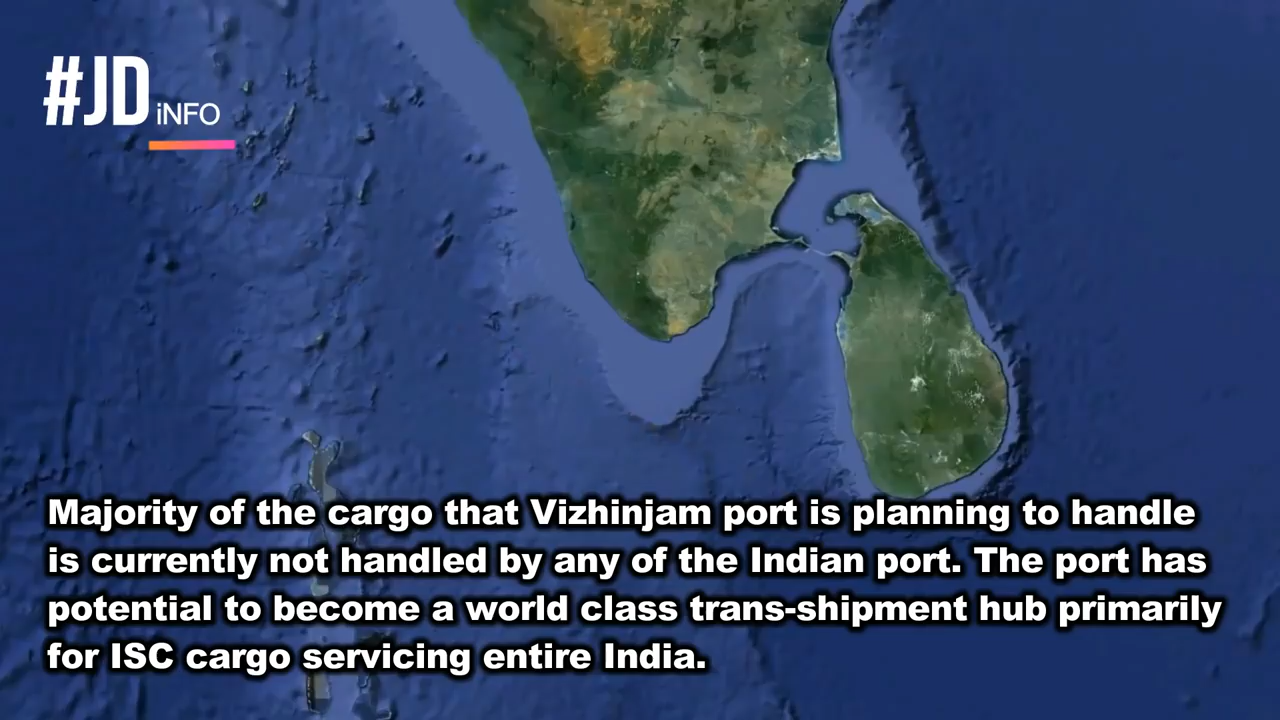 #JD iNFO
Majority of the cargo that Vizhinjam port is planning to handle
is currently not handled by any of the Indian port. The port has
potential to become a world class trans-shipment hub primarily
for ISC cargo servicing entire India.